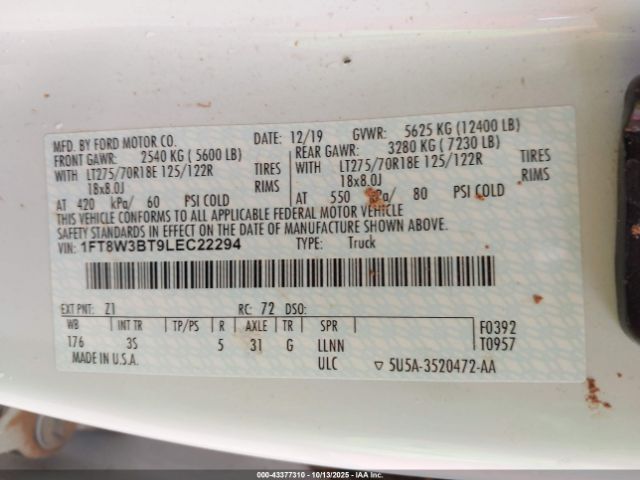 MFD. BY FORD MOTOR CO. DATE: 12/19 GVWR: 5625 KG (12400 LB)
FRONT GAWR: 2540 KG (5600 LB) REAR GAWR: 3280 KG (7230 LB)
WITH LT275/70R18E 125/122R TIRES WITH LT275/70R18E 125/122R TIRES
18x8.0J RIMS 18x8.0J RIMS
AT 420 kPa/ 60 PSI COLD AT 550 kPa/ 80 PSI COLD
THIS VEHICLE CONFORMS TO ALL APPLICABLE FEDERAL MOTOR VEHICLE
SAFETY STANDARDS IN EFFECT ON THE DATE OF MANUFACTURE SHOWN ABOVE.
VIN: 1FT8W3BT9LEC22294 TYPE: Truck
EXT PNT: Z1 RC: 72 DSO:
WB INT TR TP/PS R AXLE TR SPR F0392
176 3S 5 31 G LLNN T0957
MADE IN U.S.A. ULC ▽ 5U5A-3520472-AA
000-43377310 - 10/13/2025 - IAA Inc.